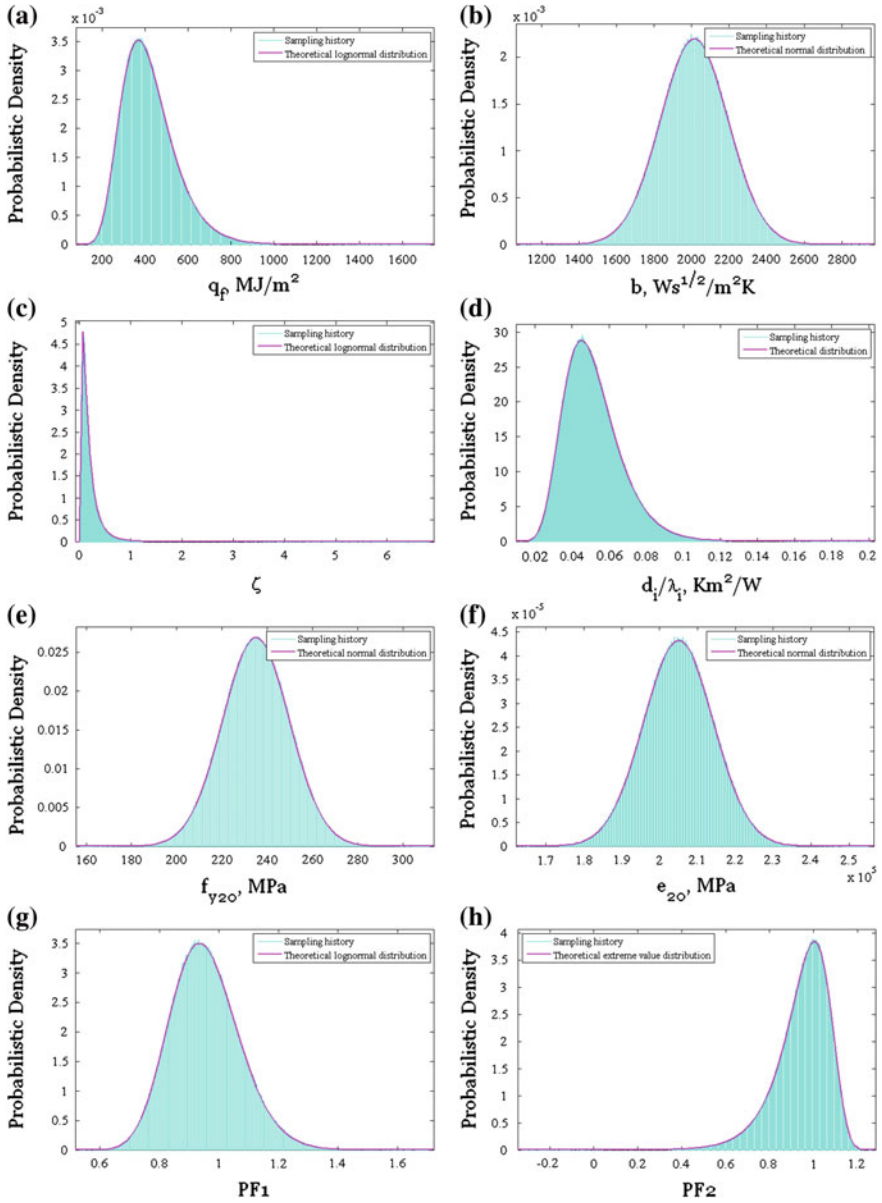 (a)
x 10⁻³
Sampling history
Theoretical lognormal distribution
3.5
3
2.5
2
1.5
1
0.5
0
Probabilistic Density
200 400 600 800 1000 1200 1400 1600
q_f, MJ/m²
(b)
x 10⁻³
Sampling history
Theoretical normal distribution
2
1.5
1
0.5
0
Probabilistic Density
1200 1400 1600 1800 2000 2200 2400 2600 2800
b, Ws^1/2/m²K
(c)
Sampling history
Theoretical lognormal distribution
5
4.5
4
3.5
3
2.5
2
1.5
1
0.5
0
Probabilistic Density
0 1 2 3 4 5 6
ζ
(d)
Sampling history
Theoretical distribution
30
25
20
15
10
5
0
Probabilistic Density
0.02 0.04 0.06 0.08 0.1 0.12 0.14 0.16 0.18 0.2
d_i/λ_i, Km²/W
(e)
Sampling history
Theoretical normal distribution
0.025
0.02
0.015
0.01
0.005
0
Probabilistic Density
160 180 200 220 240 260 280 300
f_y20, MPa
(f)
x 10⁻⁵
Sampling history
Theoretical normal distribution
4.5
4
3.5
3
2.5
2
1.5
1
0.5
0
Probabilistic Density
1.7 1.8 1.9 2 2.1 2.2 2.3 2.4 2.5
x 10⁵
e_20, MPa
(g)
Sampling history
Theoretical lognormal distribution
3.5
3
2.5
2
1.5
1
0.5
0
Probabilistic Density
0.6 0.8 1 1.2 1.4 1.6
PF1
(h)
Sampling history
Theoretical extreme value distribution
4
3.5
3
2.5
2
1.5
1
0.5
0
Probabilistic Density
-0.2 0 0.2 0.4 0.6 0.8 1 1.2
PF2